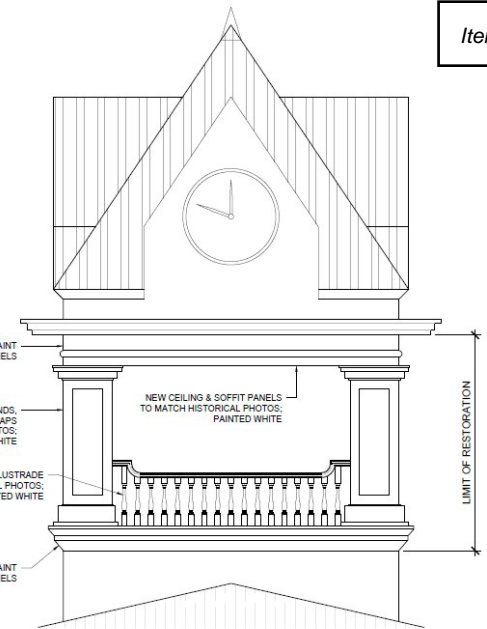 AINT
ELS
NEW CEILING & SOFFIT PANELS
TO MATCH HISTORICAL PHOTOS;
PAINTED WHITE
NDS,
APS
TOS;
HITE
LIMIT OF RESTORATION
LUSTRADE
L PHOTOS;
TED WHITE
AINT
ELS